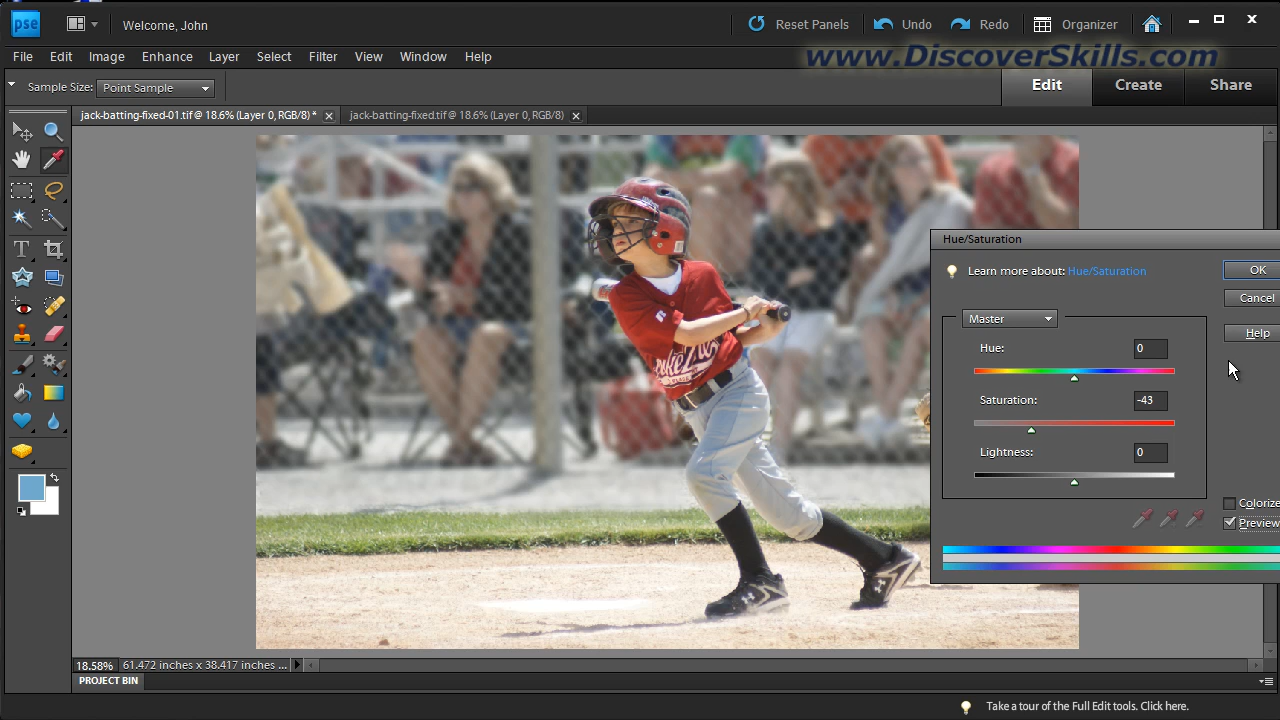 pse
Welcome, John
Reset Panels
Undo
Redo
Organizer
File Edit Image Enhance Layer Select Filter View Window Help
www.DiscoverSkills.com
Sample Size: Point Sample
Edit Create Share
jack-batting-fixed-01.tif @ 18.6% (Layer 0, RGB/8) *
jack-batting-fixed.tif @ 18.6% (Layer 0, RGB/8)
Hue/Saturation
Learn more about: Hue/Saturation
OK
Cancel
Help
Master
Hue: 0
Saturation: -43
Lightness: 0
Colorize
Preview
18.58% 61.472 inches x 38.417 inches ...
PROJECT BIN
Take a tour of the Full Edit tools. Click here.